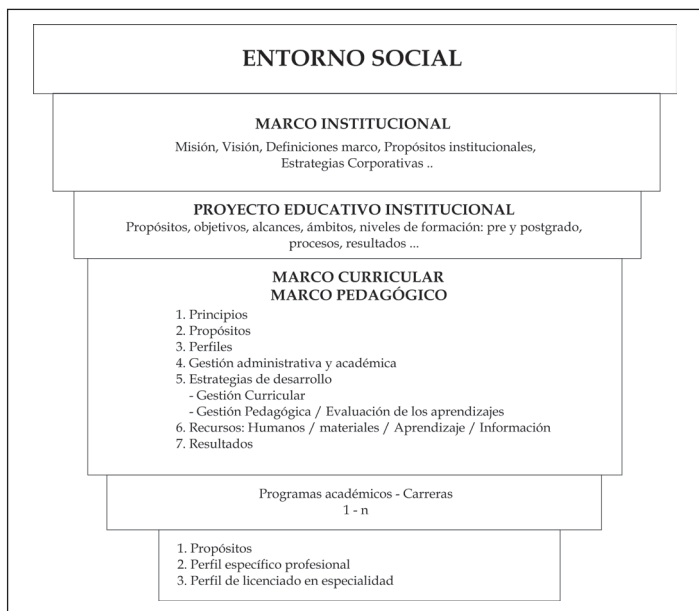 ENTORNO SOCIAL
MARCO INSTITUCIONAL
Misión, Visión, Definiciones marco, Propósitos institucionales,
Estrategias Corporativas ..
PROYECTO EDUCATIVO INSTITUCIONAL
Propósitos, objetivos, alcances, ámbitos, niveles de formación: pre y postgrado,
procesos, resultados ...
MARCO CURRICULAR
MARCO PEDAGÓGICO
1. Principios
2. Propósitos
3. Perfiles
4. Gestión administrativa y académica
5. Estrategias de desarrollo
- Gestión Curricular
- Gestión Pedagógica / Evaluación de los aprendizajes
6. Recursos: Humanos / materiales / Aprendizaje / Información
7. Resultados
Programas académicos - Carreras
1 - n
1. Propósitos
2. Perfil específico profesional
3. Perfil de licenciado en especialidad